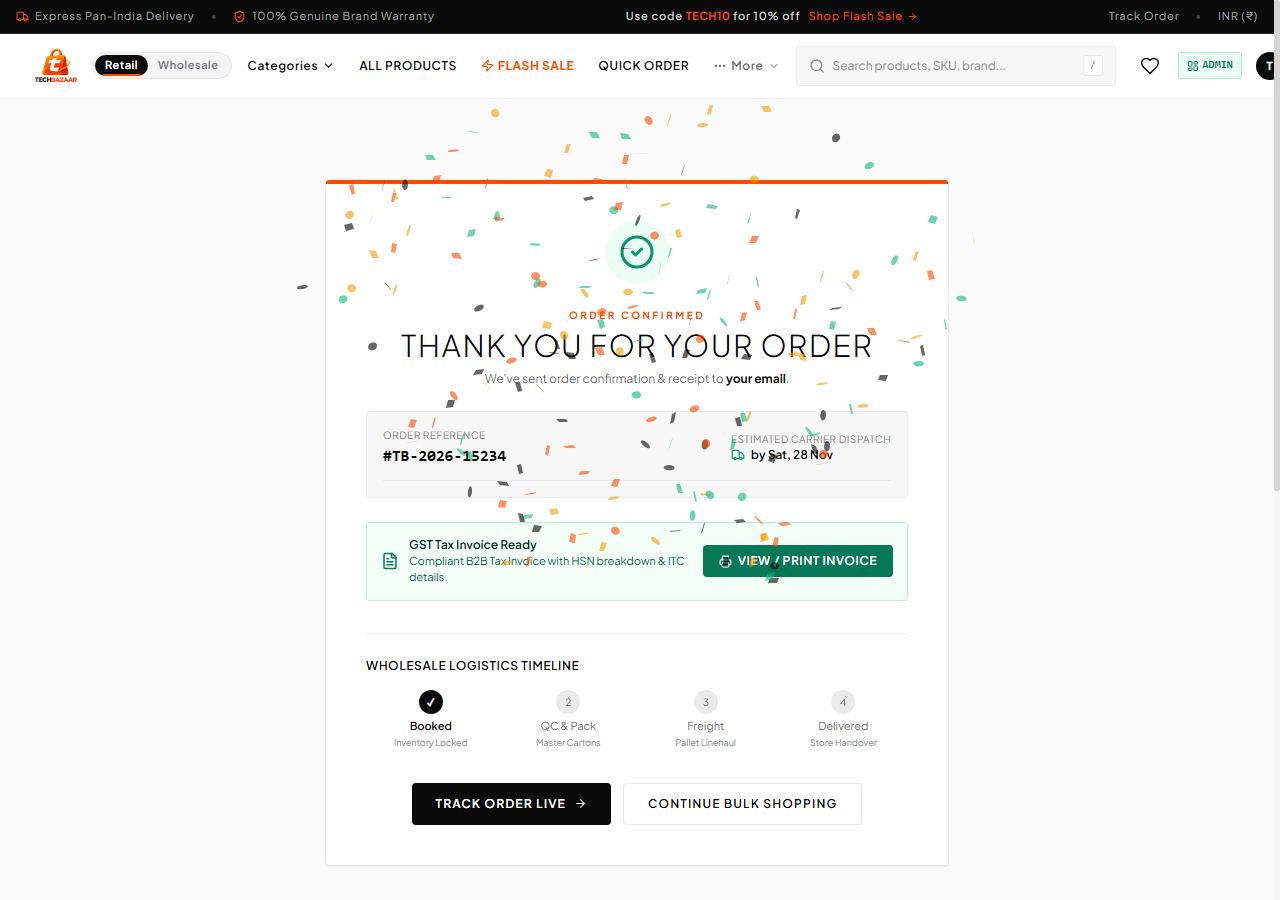 Express Pan-India Delivery • 100% Genuine Brand Warranty Use code TECH10 for 10% off Shop Flash Sale → Track Order • INR (₹)
TECHBAZAAR Retail Wholesale Categories ALL PRODUCTS FLASH SALE QUICK ORDER ··· More Search products, SKU, brand... / ADMIN T
ORDER CONFIRMED
THANK YOU FOR YOUR ORDER
We've sent order confirmation & receipt to your email.
ORDER REFERENCE
#TB-2026-15234
ESTIMATED CARRIER DISPATCH
by Sat, 28 Nov
GST Tax Invoice Ready
Compliant B2B Tax Invoice with HSN breakdown & ITC
details.
VIEW / PRINT INVOICE
WHOLESALE LOGISTICS TIMELINE
✓ 2 3 4
Booked QC & Pack Freight Delivered
Inventory Locked Master Cartons Pallet Linehaul Store Handover
TRACK ORDER LIVE → CONTINUE BULK SHOPPING